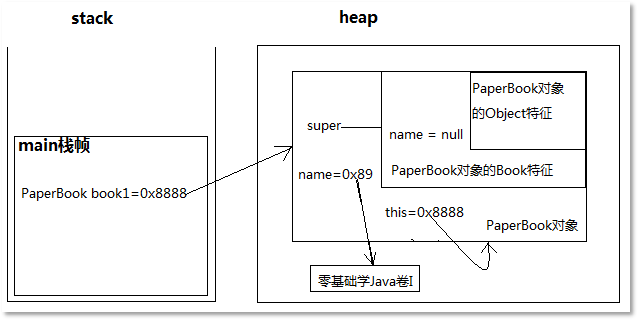 stack
heap
main栈帧
PaperBook book1=0x8888
super
name = null
PaperBook对象
的Object特征
PaperBook对象的Book特征
name=0x89
this=0x8888
PaperBook对象
零基础学Java卷I